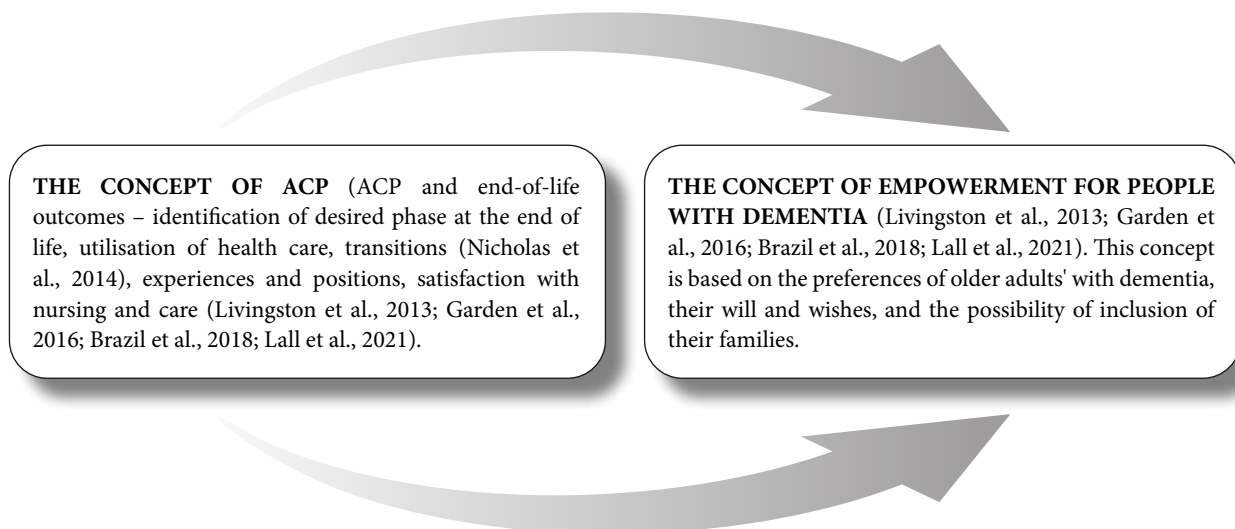 THE CONCEPT OF ACP (ACP and end-of-life
outcomes – identification of desired phase at the end of
life, utilisation of health care, transitions (Nicholas et
al., 2014), experiences and positions, satisfaction with
nursing and care (Livingston et al., 2013; Garden et al.,
2016; Brazil et al., 2018; Lall et al., 2021).
THE CONCEPT OF EMPOWERMENT FOR PEOPLE
WITH DEMENTIA (Livingston et al., 2013; Garden et
al., 2016; Brazil et al., 2018; Lall et al., 2021). This concept
is based on the preferences of older adults' with dementia,
their will and wishes, and the possibility of inclusion of
their families.